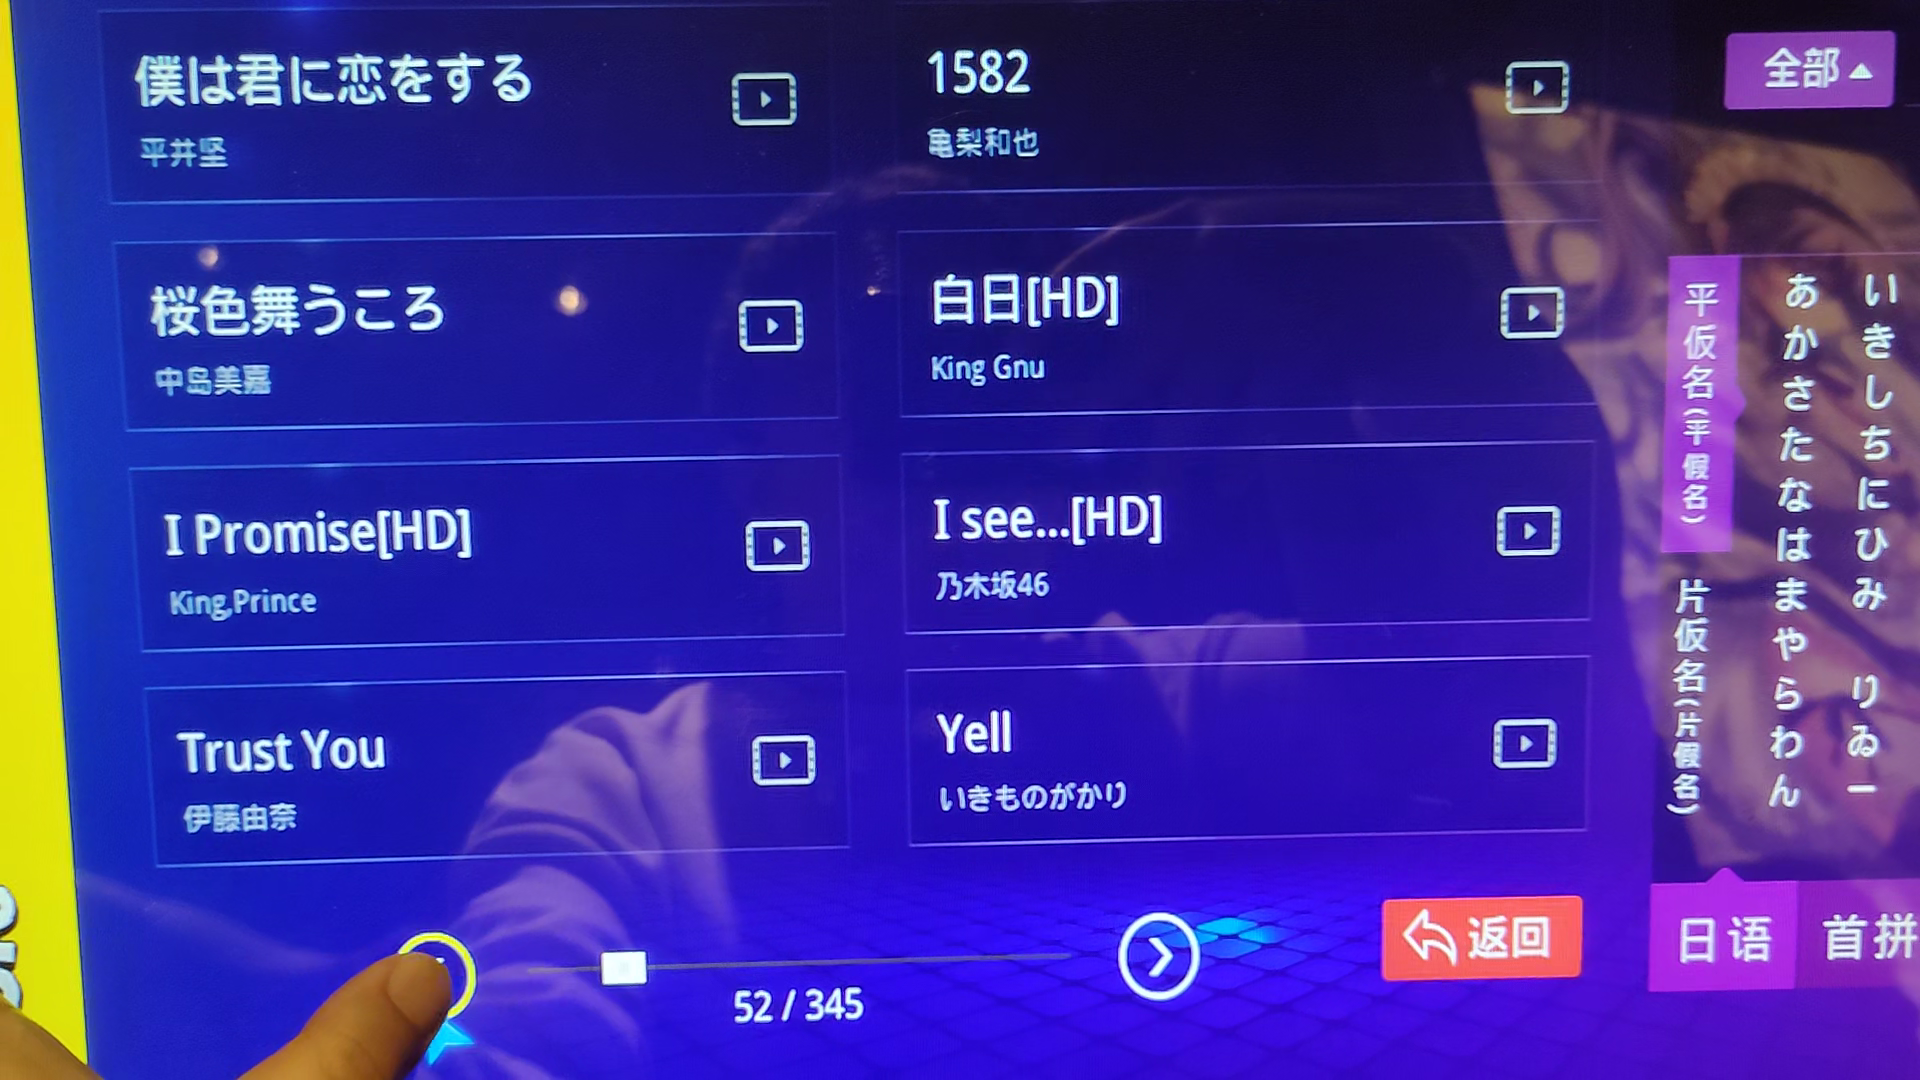 僕は君に恋をする
平井坚
1582
亀梨和也
桜色舞うころ
中岛美嘉
白日[HD]
King Gnu
I Promise[HD]
King,Prince
I see...[HD]
乃木坂46
Trust You
伊藤由奈
Yell
いきものがかり
52 / 345
返回
全部
平仮名(平假名)
片仮名(片假名)
あかさたなはまやらわん
いきしちにひみ りゐー
日语
首拼